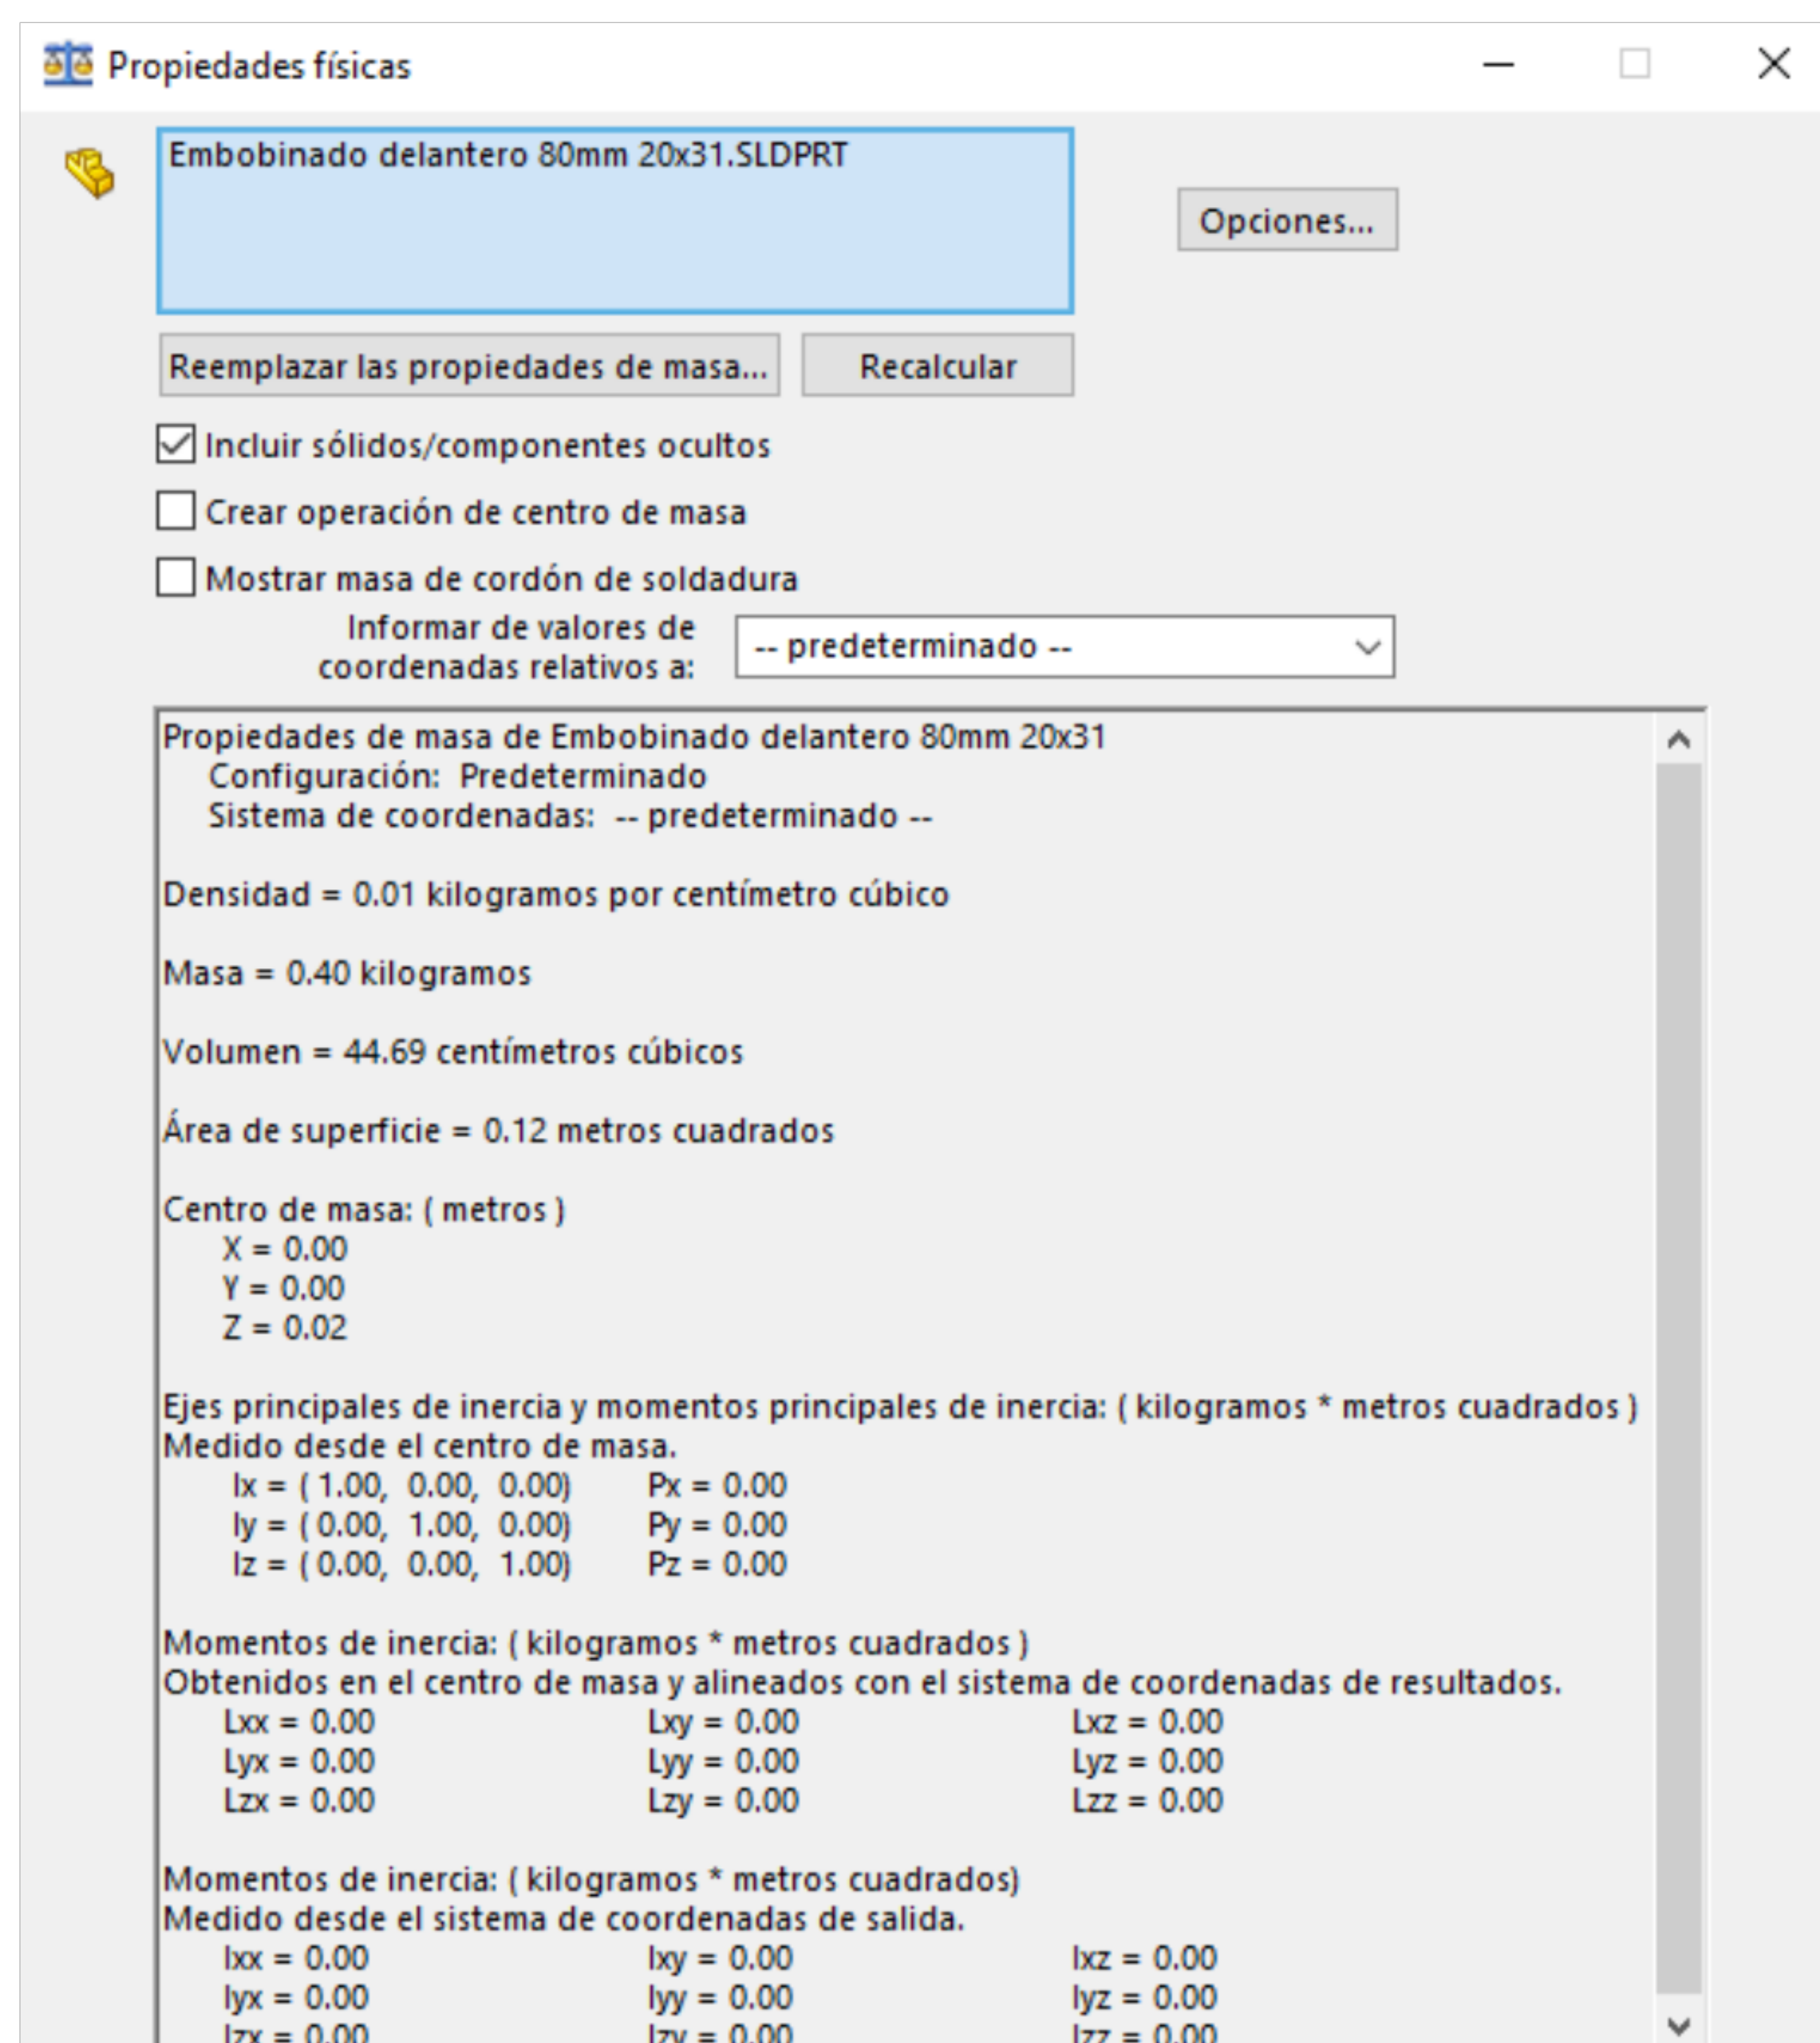 Propiedades físicas
Embobinado delantero 80mm 20x31.SLDPRT
Opciones...
Reemplazar las propiedades de masa...
Recalcular
Incluir sólidos/componentes ocultos
Crear operación de centro de masa
Mostrar masa de cordón de soldadura
Informar de valores de
coordenadas relativos a:
-- predeterminado --
Propiedades de masa de Embobinado delantero 80mm 20x31
Configuración: Predeterminado
Sistema de coordenadas: -- predeterminado --
Densidad = 0.01 kilogramos por centímetro cúbico
Masa = 0.40 kilogramos
Volumen = 44.69 centímetros cúbicos
Área de superficie = 0.12 metros cuadrados
Centro de masa: ( metros )
X = 0.00
Y = 0.00
Z = 0.02
Ejes principales de inercia y momentos principales de inercia: ( kilogramos * metros cuadrados )
Medido desde el centro de masa.
Ix = ( 1.00, 0.00, 0.00) Px = 0.00
Iy = ( 0.00, 1.00, 0.00) Py = 0.00
Iz = ( 0.00, 0.00, 1.00) Pz = 0.00
Momentos de inercia: ( kilogramos * metros cuadrados )
Obtenidos en el centro de masa y alineados con el sistema de coordenadas de resultados.
Lxx = 0.00 Lxy = 0.00 Lxz = 0.00
Lyx = 0.00 Lyy = 0.00 Lyz = 0.00
Lzx = 0.00 Lzy = 0.00 Lzz = 0.00
Momentos de inercia: ( kilogramos * metros cuadrados)
Medido desde el sistema de coordenadas de salida.
Ixx = 0.00 Ixy = 0.00 Ixz = 0.00
Iyx = 0.00 Iyy = 0.00 Iyz = 0.00
Izx = 0.00 Izy = 0.00 Izz = 0.00